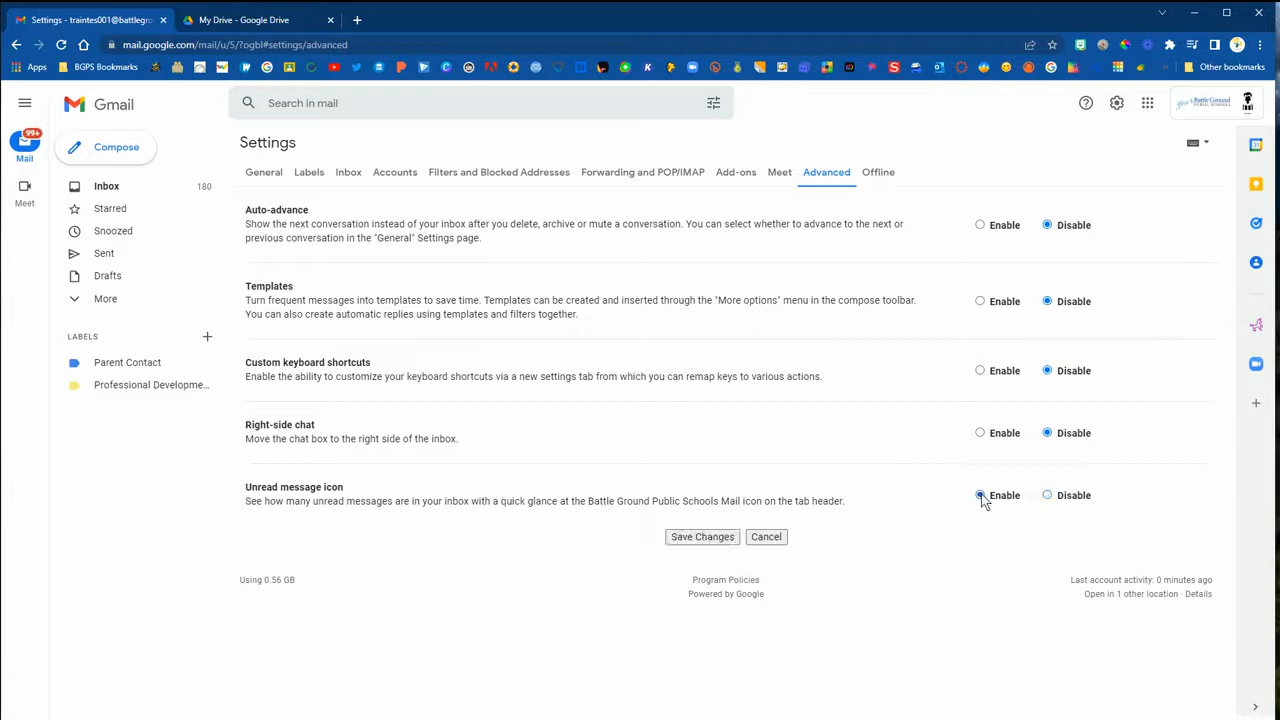 Settings - traintes001@battlegro
My Drive - Google Drive
mail.google.com/mail/u/5/?ogbl#settings/advanced
Apps
BGPS Bookmarks
Other bookmarks
Gmail
Search in mail
99+
Mail
Meet
Compose
Inbox 180
Starred
Snoozed
Sent
Drafts
More
LABELS
Parent Contact
Professional Developme...
Settings
General Labels Inbox Accounts Filters and Blocked Addresses Forwarding and POP/IMAP Add-ons Meet Advanced Offline
Auto-advance
Show the next conversation instead of your inbox after you delete, archive or mute a conversation. You can select whether to advance to the next or
previous conversation in the "General" Settings page.
Enable Disable
Templates
Turn frequent messages into templates to save time. Templates can be created and inserted through the "More options" menu in the compose toolbar.
You can also create automatic replies using templates and filters together.
Enable Disable
Custom keyboard shortcuts
Enable the ability to customize your keyboard shortcuts via a new settings tab from which you can remap keys to various actions.
Enable Disable
Right-side chat
Move the chat box to the right side of the inbox.
Enable Disable
Unread message icon
See how many unread messages are in your inbox with a quick glance at the Battle Ground Public Schools Mail icon on the tab header.
Enable Disable
Save Changes Cancel
Using 0.56 GB
Program Policies
Powered by Google
Last account activity: 0 minutes ago
Open in 1 other location · Details